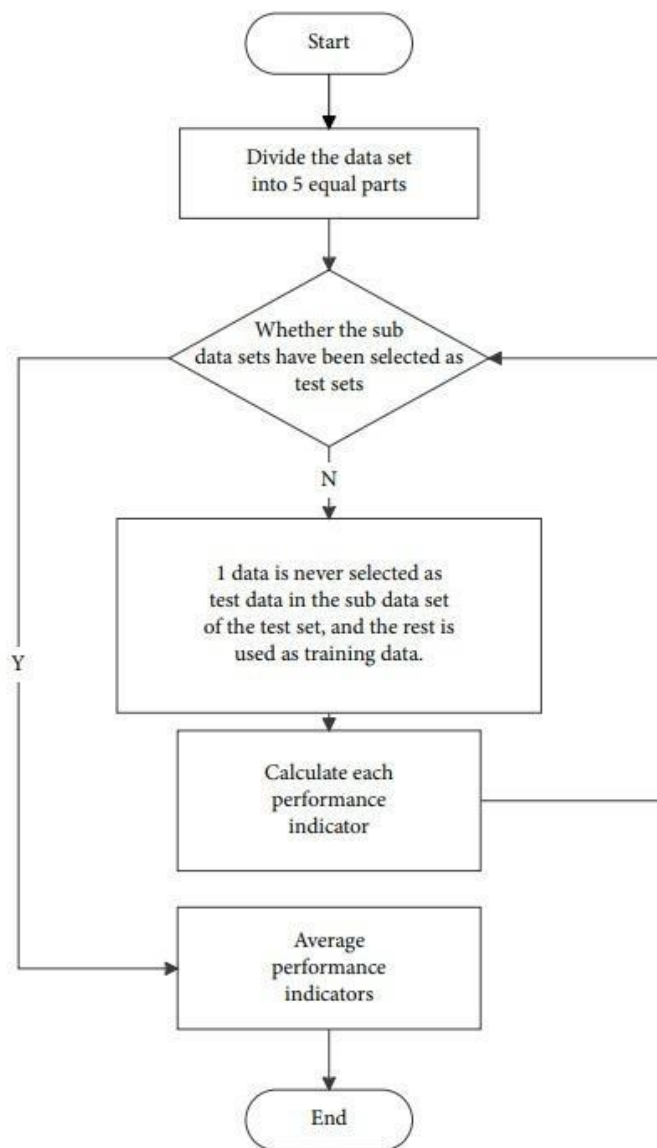 Start
Divide the data set
into 5 equal parts
Whether the sub
data sets have been selected as
test sets
N
1 data is never selected as
test data in the sub data set
of the test set, and the rest is
used as training data.
Y
Calculate each
performance
indicator
Average
performance
indicators
End